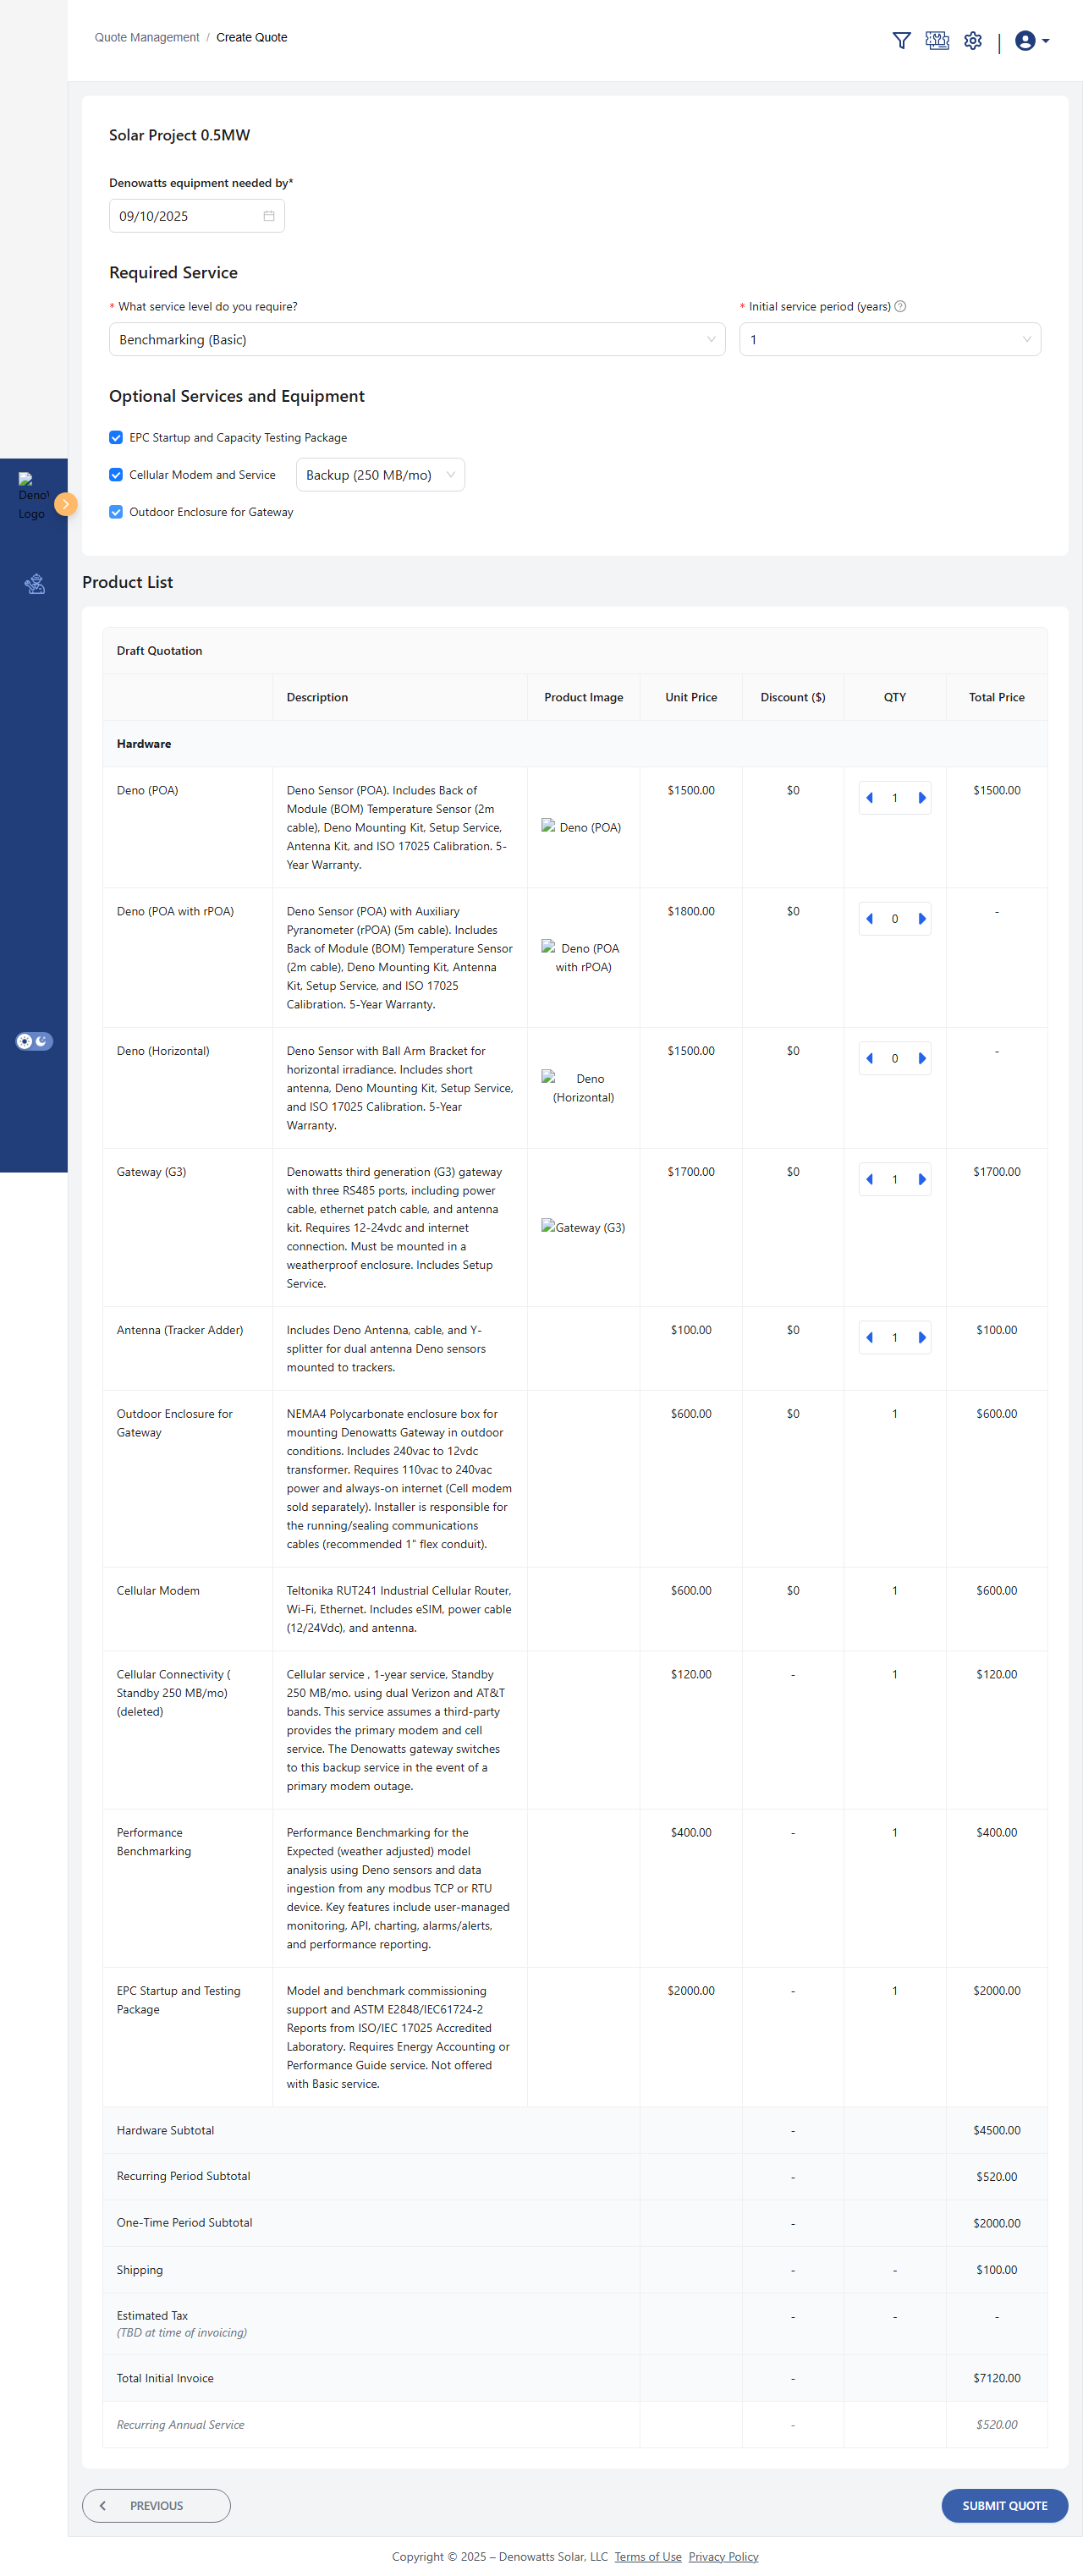 Quote Management / Create Quote
Solar Project 0.5MW
Denowatts equipment needed by*
09/10/2025
Required Service
* What service level do you require?
* Initial service period (years)
Benchmarking (Basic)
1
Optional Services and Equipment
EPC Startup and Capacity Testing Package
Cellular Modem and Service
Backup (250 MB/mo)
Outdoor Enclosure for Gateway
Deno
Logo
Product List
Draft Quotation
Description Product Image Unit Price Discount ($) QTY Total Price
Hardware
Deno (POA)
Deno Sensor (POA). Includes Back of
Module (BOM) Temperature Sensor (2m
cable), Deno Mounting Kit, Setup Service,
Antenna Kit, and ISO 17025 Calibration. 5-
Year Warranty.
Deno (POA)
$1500.00
$0
1
$1500.00
Deno (POA with rPOA)
Deno Sensor (POA) with Auxiliary
Pyranometer (rPOA) (5m cable). Includes
Back of Module (BOM) Temperature Sensor
(2m cable), Deno Mounting Kit, Antenna
Kit, Setup Service, and ISO 17025
Calibration. 5-Year Warranty.
Deno (POA
with rPOA)
$1800.00
$0
0
-
Deno (Horizontal)
Deno Sensor with Ball Arm Bracket for
horizontal irradiance. Includes short
antenna, Deno Mounting Kit, Setup Service,
and ISO 17025 Calibration. 5-Year
Warranty.
Deno
(Horizontal)
$1500.00
$0
0
-
Gateway (G3)
Denowatts third generation (G3) gateway
with three RS485 ports, including power
cable, ethernet patch cable, and antenna
kit. Requires 12-24vdc and internet
connection. Must be mounted in a
weatherproof enclosure. Includes Setup
Service.
Gateway (G3)
$1700.00
$0
1
$1700.00
Antenna (Tracker Adder)
Includes Deno Antenna, cable, and Y-
splitter for dual antenna Deno sensors
mounted to trackers.
$100.00
$0
1
$100.00
Outdoor Enclosure for
Gateway
NEMA4 Polycarbonate enclosure box for
mounting Denowatts Gateway in outdoor
conditions. Includes 240vac to 12vdc
transformer. Requires 110vac to 240vac
power and always-on internet (Cell modem
sold separately). Installer is responsible for
the running/sealing communications
cables (recommended 1" flex conduit).
$600.00
$0
1
$600.00
Cellular Modem
Teltonika RUT241 Industrial Cellular Router,
Wi-Fi, Ethernet. Includes eSIM, power cable
(12/24Vdc), and antenna.
$600.00
$0
1
$600.00
Cellular Connectivity (
Standby 250 MB/mo)
(deleted)
Cellular service , 1-year service, Standby
250 MB/mo. using dual Verizon and AT&T
bands. This service assumes a third-party
provides the primary modem and cell
service. The Denowatts gateway switches
to this backup service in the event of a
primary modem outage.
$120.00
-
1
$120.00
Performance
Benchmarking
Performance Benchmarking for the
Expected (weather adjusted) model
analysis using Deno sensors and data
ingestion from any modbus TCP or RTU
device. Key features include user-managed
monitoring, API, charting, alarms/alerts,
and performance reporting.
$400.00
-
1
$400.00
EPC Startup and Testing
Package
Model and benchmark commissioning
support and ASTM E2848/IEC61724-2
Reports from ISO/IEC 17025 Accredited
Laboratory. Requires Energy Accounting or
Performance Guide service. Not offered
with Basic service.
$2000.00
-
1
$2000.00
Hardware Subtotal - $4500.00
Recurring Period Subtotal - $520.00
One-Time Period Subtotal - $2000.00
Shipping - - $100.00
Estimated Tax - - -
(TBD at time of invoicing)
Total Initial Invoice - $7120.00
Recurring Annual Service - $520.00
PREVIOUS
SUBMIT QUOTE
Copyright © 2025 – Denowatts Solar, LLC Terms of Use Privacy Policy